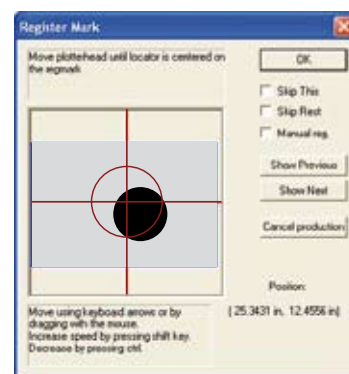 Register Mark
Move plotterhead until locator is centered on
the regmark
OK
Skip This
Skip Rest
Manual reg.
Show Previous
Show Next
Cancel production
Position:
( 25.3431 in, 12.4556 in)
Move using keyboard arrows or by
dragging with the mouse.
Increase speed by pressing shift key.
Decrease by pressing ctrl.